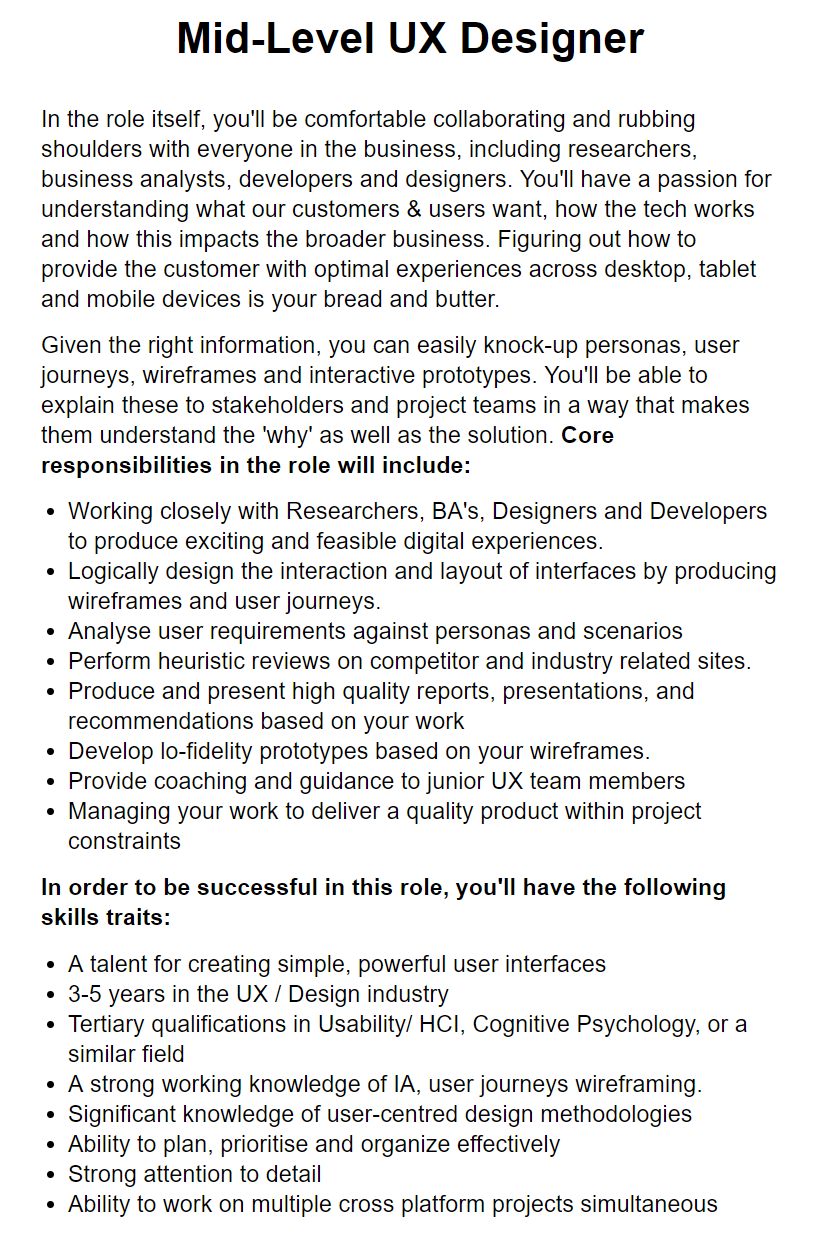 Mid-Level UX Designer
In the role itself, you'll be comfortable collaborating and rubbing
shoulders with everyone in the business, including researchers,
business analysts, developers and designers. You'll have a passion for
understanding what our customers & users want, how the tech works
and how this impacts the broader business. Figuring out how to
provide the customer with optimal experiences across desktop, tablet
and mobile devices is your bread and butter.
Given the right information, you can easily knock-up personas, user
journeys, wireframes and interactive prototypes. You'll be able to
explain these to stakeholders and project teams in a way that makes
them understand the 'why' as well as the solution. Core
responsibilities in the role will include:
• Working closely with Researchers, BA's, Designers and Developers
to produce exciting and feasible digital experiences.
• Logically design the interaction and layout of interfaces by producing
wireframes and user journeys.
• Analyse user requirements against personas and scenarios
• Perform heuristic reviews on competitor and industry related sites.
• Produce and present high quality reports, presentations, and
recommendations based on your work
• Develop lo-fidelity prototypes based on your wireframes.
• Provide coaching and guidance to junior UX team members
• Managing your work to deliver a quality product within project
constraints
In order to be successful in this role, you'll have the following
skills traits:
• A talent for creating simple, powerful user interfaces
• 3-5 years in the UX / Design industry
• Tertiary qualifications in Usability/ HCI, Cognitive Psychology, or a
similar field
• A strong working knowledge of IA, user journeys wireframing.
• Significant knowledge of user-centred design methodologies
• Ability to plan, prioritise and organize effectively
• Strong attention to detail
• Ability to work on multiple cross platform projects simultaneous